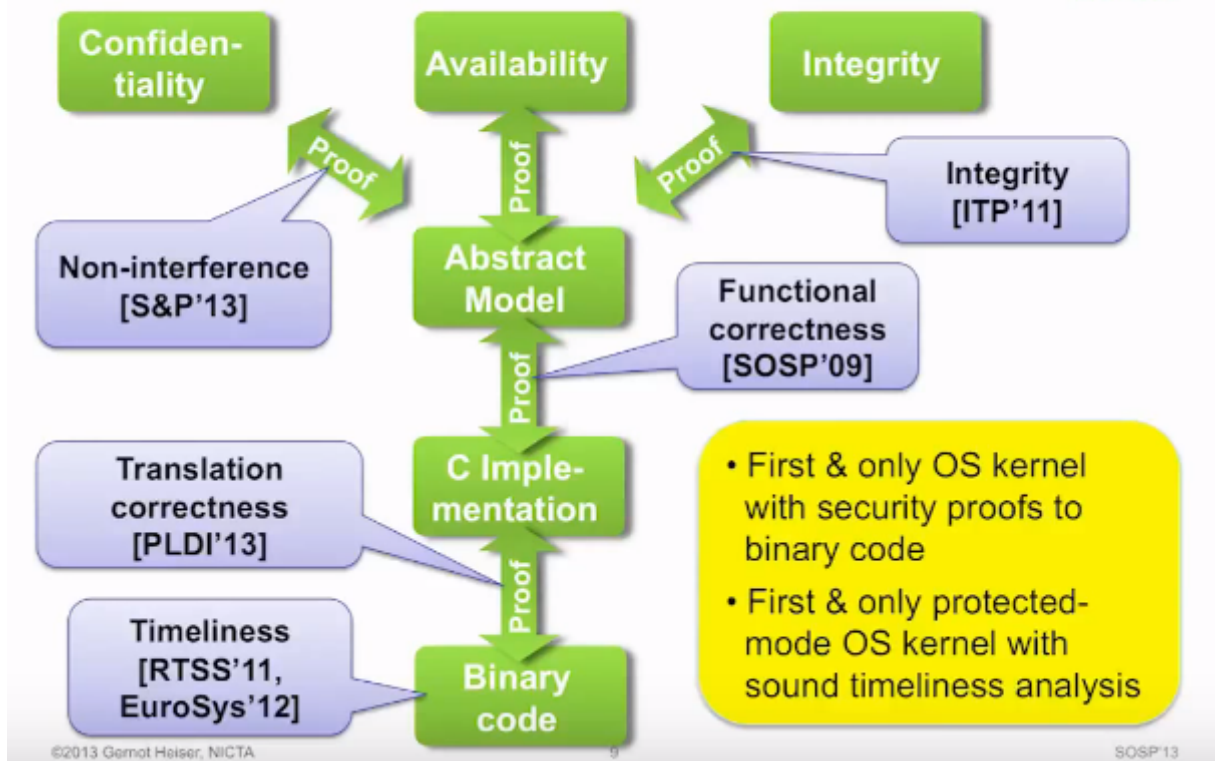 Confiden-
tiality
Availability
Integrity
Proof
Proof
Proof
Integrity
[ITP'11]
Non-interference
[S&P'13]
Abstract
Model
Functional
correctness
[SOSP'09]
Proof
Translation
correctness
[PLDI'13]
C Imple-
mentation
• First & only OS kernel
with security proofs to
binary code
• First & only protected-
mode OS kernel with
sound timeliness analysis
Proof
Timeliness
[RTSS'11,
EuroSys'12]
Binary
code
©2013 Gernot Heiser, NICTA
9
SOSP'13